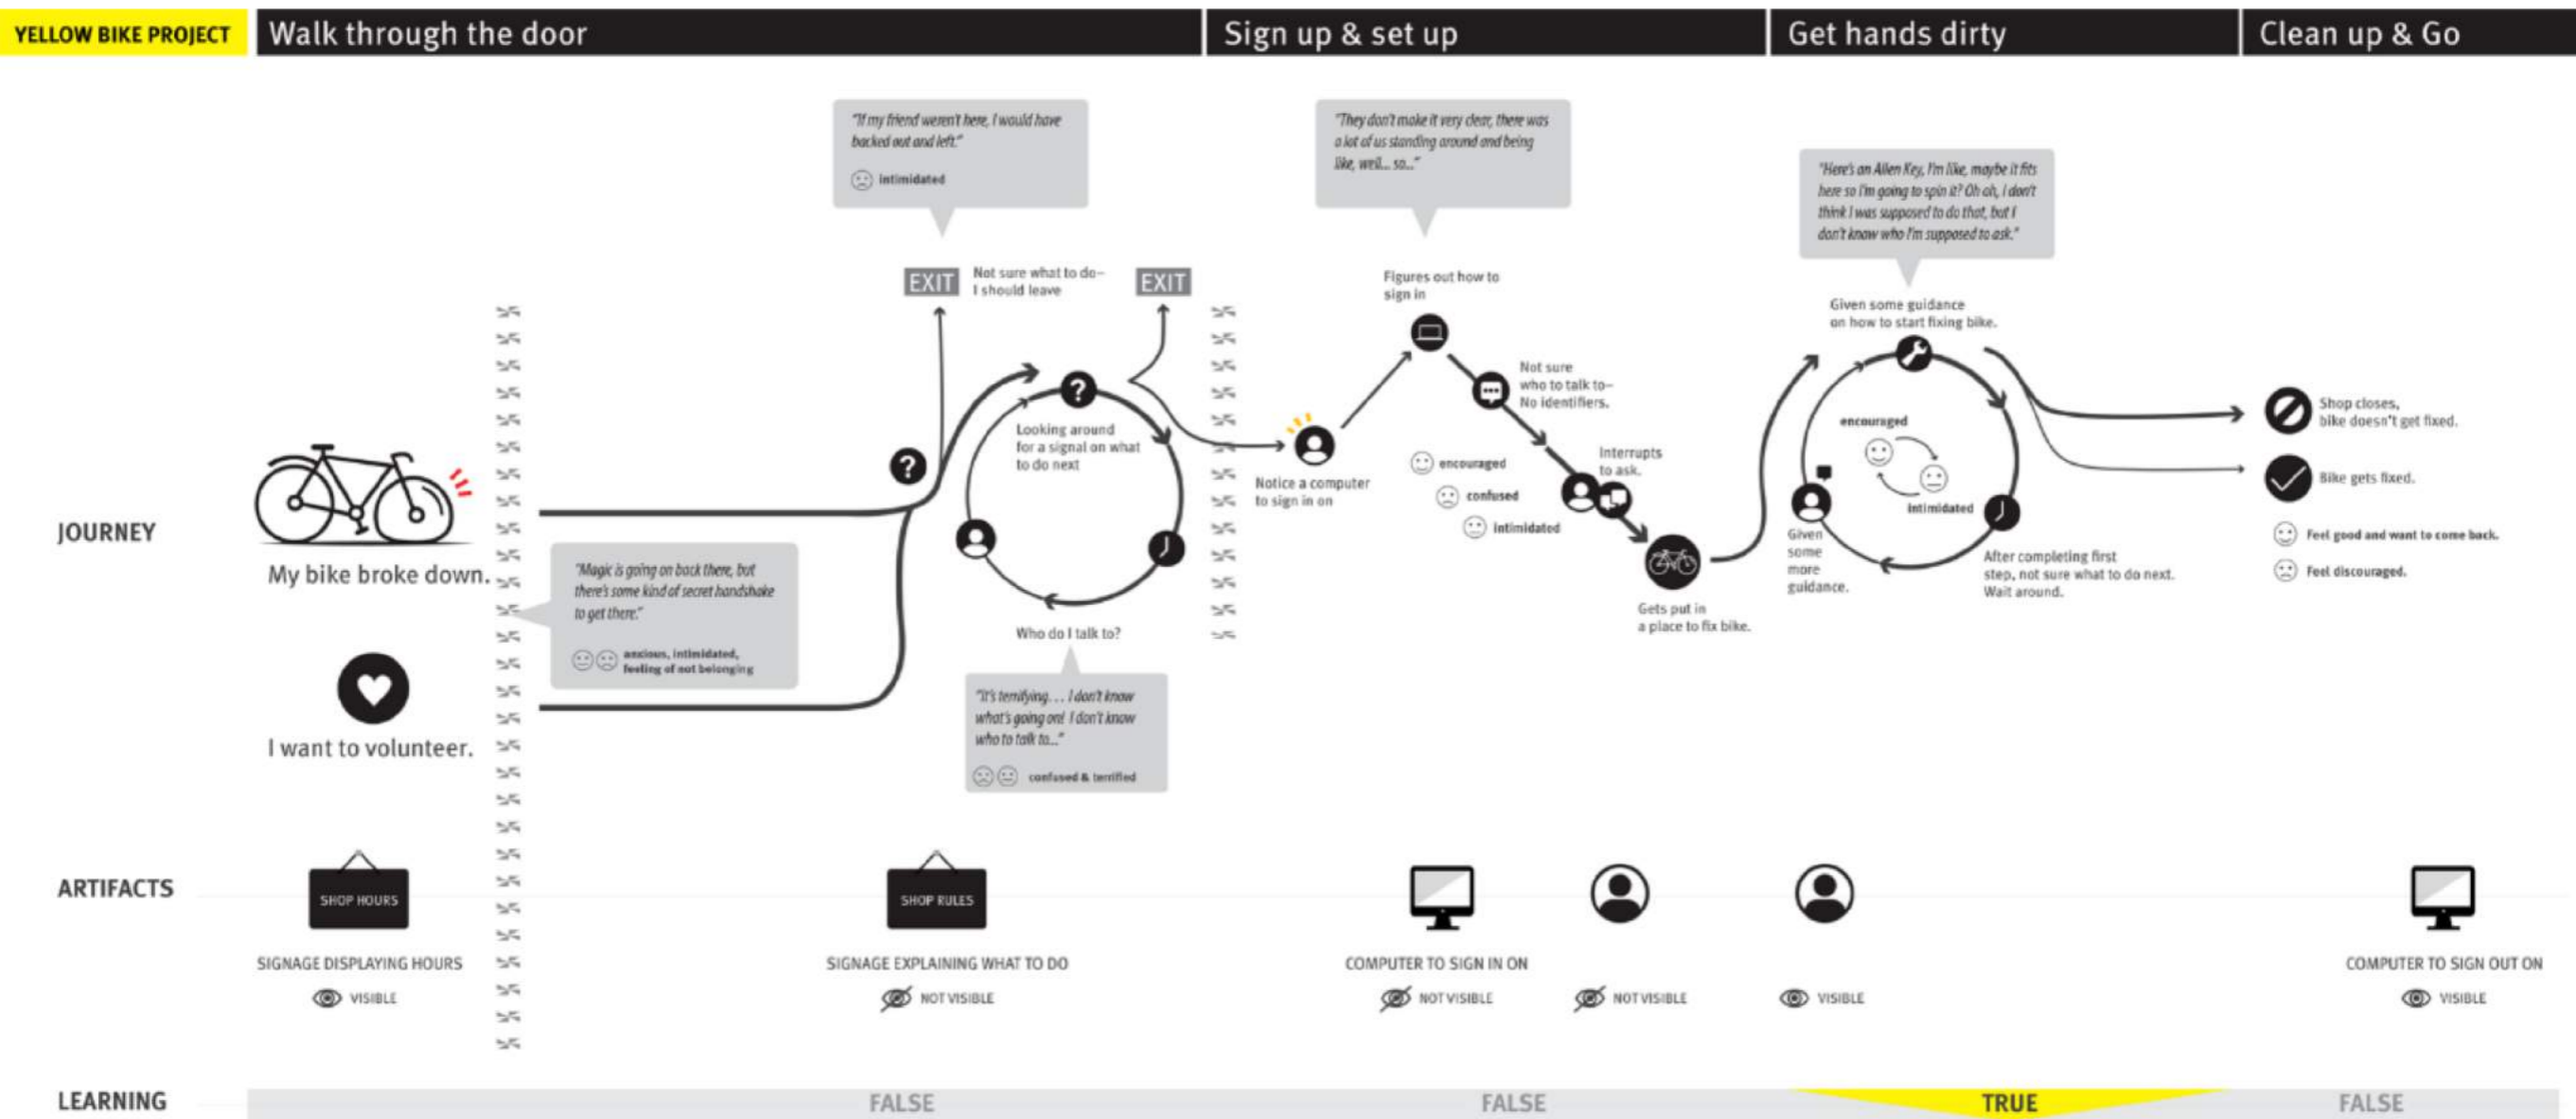 YELLOW BIKE PROJECT
Walk through the door
Sign up & set up
Get hands dirty
Clean up & Go
"If my friend weren't here, I would have
backed out and left."
intimidated
"They don't make it very clear, there was
a lot of us standing around and being
like, well... so..."
"Here's an Allen Key, I'm like, maybe it fits
here so I'm going to spin it? Oh oh, I don't
think I was supposed to do that, but I
don't know who I'm supposed to ask."
EXIT
Not sure what to do–
I should leave
EXIT
Figures out how to
sign in
Given some guidance
on how to start fixing bike.
Not sure
who to talk to–
No identifiers.
?
Looking around
for a signal on what
to do next
?
encouraged
Shop closes,
bike doesn't get fixed.
Interrupts
to ask.
encouraged
confused
intimidated
Notice a computer
to sign in on
Bike gets fixed.
intimidated
JOURNEY
My bike broke down.
Given
some
more
guidance.
After completing first
step, not sure what to do next.
Wait around.
Feel good and want to come back.
Feel discouraged.
"Magic is going on back there, but
there's some kind of secret handshake
to get there."
anxious, intimidated,
feeling of not belonging
Who do I talk to?
Gets put in
a place to fix bike.
"It's terrifying. . . I don't know
what's going on! I don't know
who to talk to..."
confused & terrified
I want to volunteer.
ARTIFACTS
SHOP HOURS
SHOP RULES
SIGNAGE DISPLAYING HOURS
SIGNAGE EXPLAINING WHAT TO DO
COMPUTER TO SIGN IN ON
COMPUTER TO SIGN OUT ON
VISIBLE
NOT VISIBLE
NOT VISIBLE
NOT VISIBLE
VISIBLE
VISIBLE
LEARNING
FALSE
FALSE
TRUE
FALSE